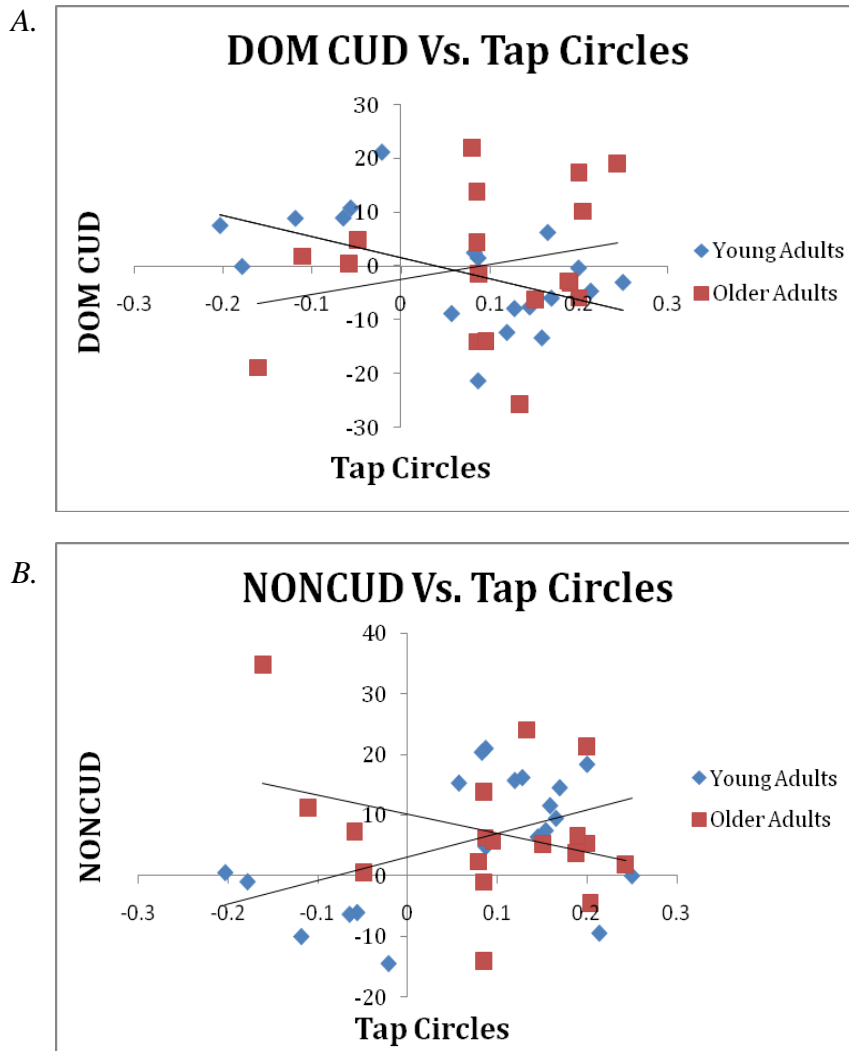 A.
DOM CUD Vs. Tap Circles
30
20
10
0
-10
-20
-30
-0.3
-0.2
-0.1
0
0.1
0.2
0.3
DOM CUD
Tap Circles
Young Adults
Older Adults
B.
NONCUD Vs. Tap Circles
40
30
20
10
0
-10
-20
-0.3
-0.2
-0.1
0
0.1
0.2
0.3
NONCUD
Tap Circles
Young Adults
Older Adults